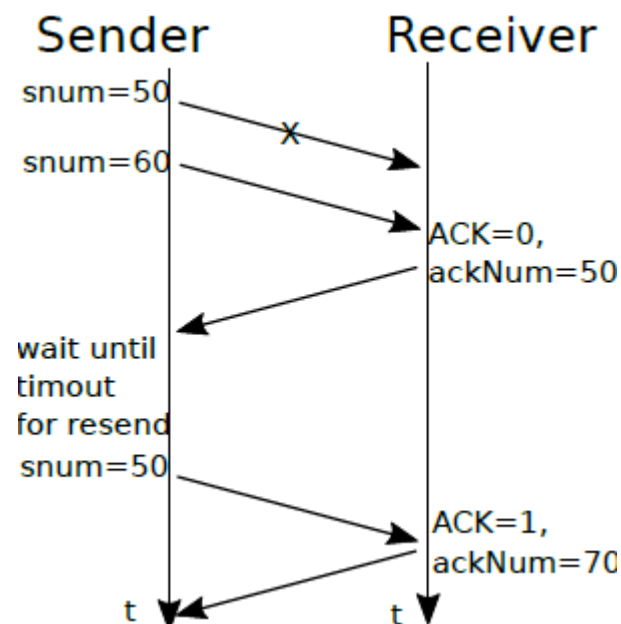 Sender
Receiver
snum=50
X
snum=60
ACK=0,
ackNum=50
wait until
timout
for resend
snum=50
ACK=1,
ackNum=70
t
t